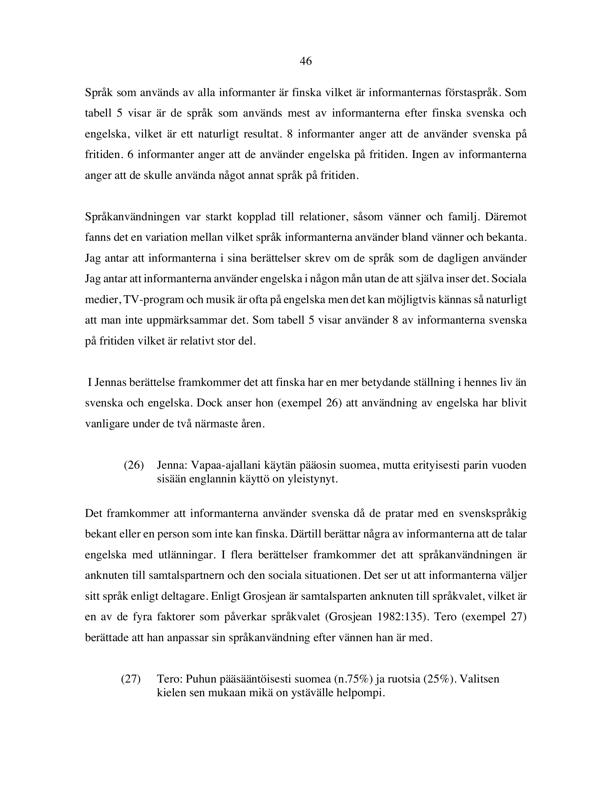 46
Språk som används av alla informanter är finska vilket är informanternas förstaspråk. Som
tabell 5 visar är de språk som används mest av informanterna efter finska svenska och
engelska, vilket är ett naturligt resultat. 8 informanter anger att de använder svenska på
fritiden. 6 informanter anger att de använder engelska på fritiden. Ingen av informanterna
anger att de skulle använda något annat språk på fritiden.
Språkanvändningen var starkt kopplad till relationer, såsom vänner och familj. Däremot
fanns det en variation mellan vilket språk informanterna använder bland vänner och bekanta.
Jag antar att informanterna i sina berättelser skrev om de språk som de dagligen använder
Jag antar att informanterna använder engelska i någon mån utan de att själva inser det. Sociala
medier, TV-program och musik är ofta på engelska men det kan möjligtvis kännas så naturligt
att man inte uppmärksammar det. Som tabell 5 visar använder 8 av informanterna svenska
på fritiden vilket är relativt stor del.
I Jennas berättelse framkommer det att finska har en mer betydande ställning i hennes liv än
svenska och engelska. Dock anser hon (exempel 26) att användning av engelska har blivit
vanligare under de två närmaste åren.
(26) Jenna: Vapaa-ajallani käytän pääosin suomea, mutta erityisesti parin vuoden
sisään englannin käyttö on yleistynyt.
Det framkommer att informanterna använder svenska då de pratar med en svenskspråkig
bekant eller en person som inte kan finska. Därtill berättar några av informanterna att de talar
engelska med utlänningar. I flera berättelser framkommer det att språkanvändningen är
anknuten till samtalspartnern och den sociala situationen. Det ser ut att informanterna väljer
sitt språk enligt deltagare. Enligt Grosjean är samtalsparten anknuten till språkvalet, vilket är
en av de fyra faktorer som påverkar språkvalet (Grosjean 1982:135). Tero (exempel 27)
berättade att han anpassar sin språkanvändning efter vännen han är med.
(27) Tero: Puhun pääsääntöisesti suomea (n.75%) ja ruotsia (25%). Valitsen
kielen sen mukaan mikä on ystävälle helpompi.